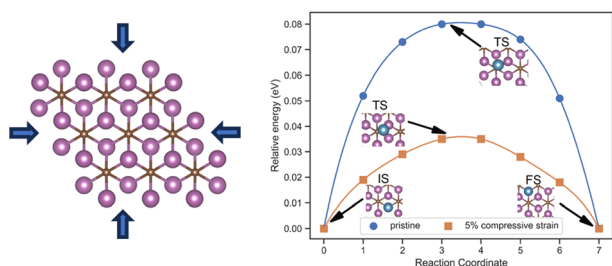 0.08
0.07
0.06
0.05
0.04
0.03
0.02
0.01
0.00
Relative energy (eV)
TS
TS
IS
FS
pristine
5% compressive strain
0 1 2 3 4 5 6 7
Reaction Coordinate